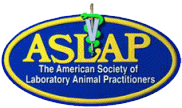 V
ASLAP
The American Society of
Laboratory Animal Practitioners